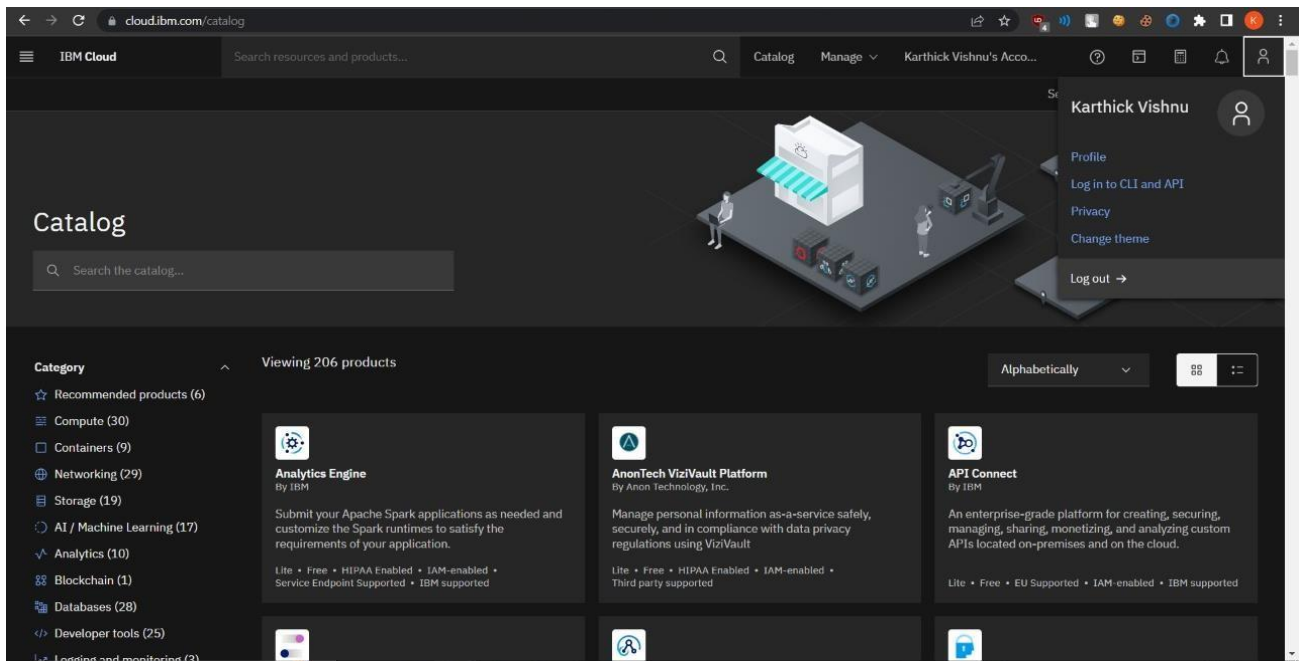 cloud.ibm.com/catalog
4
K
IBM Cloud
Search resources and products...
Catalog
Manage
Karthick Vishnu's Acco...
Karthick Vishnu
Profile
Log in to CLI and API
Privacy
Change theme
Log out →
Catalog
Search the catalog...
Category
Recommended products (6)
Compute (30)
Containers (9)
Networking (29)
Storage (19)
AI / Machine Learning (17)
Analytics (10)
Blockchain (1)
Databases (28)
Developer tools (25)
Logging and monitoring (3)
Viewing 206 products
Alphabetically
Analytics Engine
By IBM
Submit your Apache Spark applications as needed and
customize the Spark runtimes to satisfy the
requirements of your application.
Lite • Free • HIPAA Enabled • IAM-enabled •
Service Endpoint Supported • IBM supported
AnonTech ViziVault Platform
By Anon Technology, Inc.
Manage personal information as-a-service safely,
securely, and in compliance with data privacy
regulations using ViziVault
Lite • Free • HIPAA Enabled • IAM-enabled •
Third party supported
API Connect
By IBM
An enterprise-grade platform for creating, securing,
managing, sharing, monetizing, and analyzing custom
APIs located on-premises and on the cloud.
Lite • Free • EU Supported • IAM-enabled • IBM supported